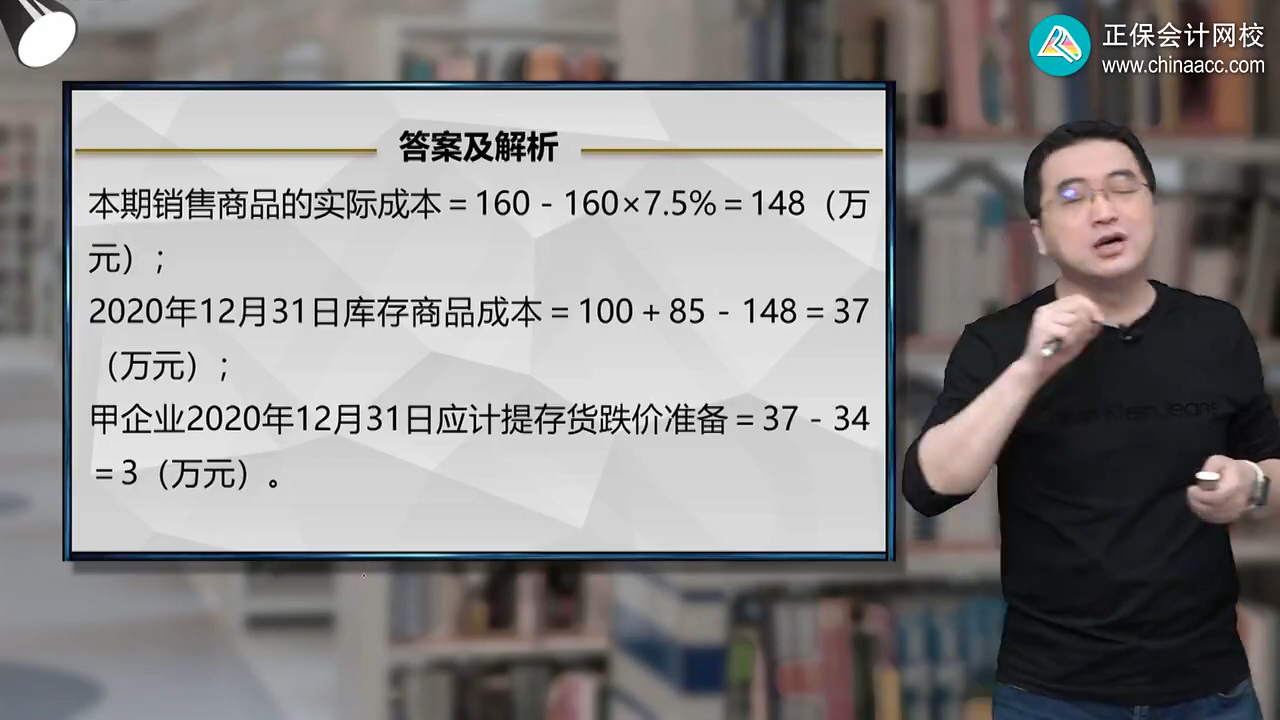 正保会计网校
www.chinaacc.com
答案及解析
本期销售商品的实际成本＝160－160×7.5%＝148（万
元）；
2020年12月31日库存商品成本＝100＋85－148＝37
（万元）；
甲企业2020年12月31日应计提存货跌价准备＝37－34
＝3（万元）。